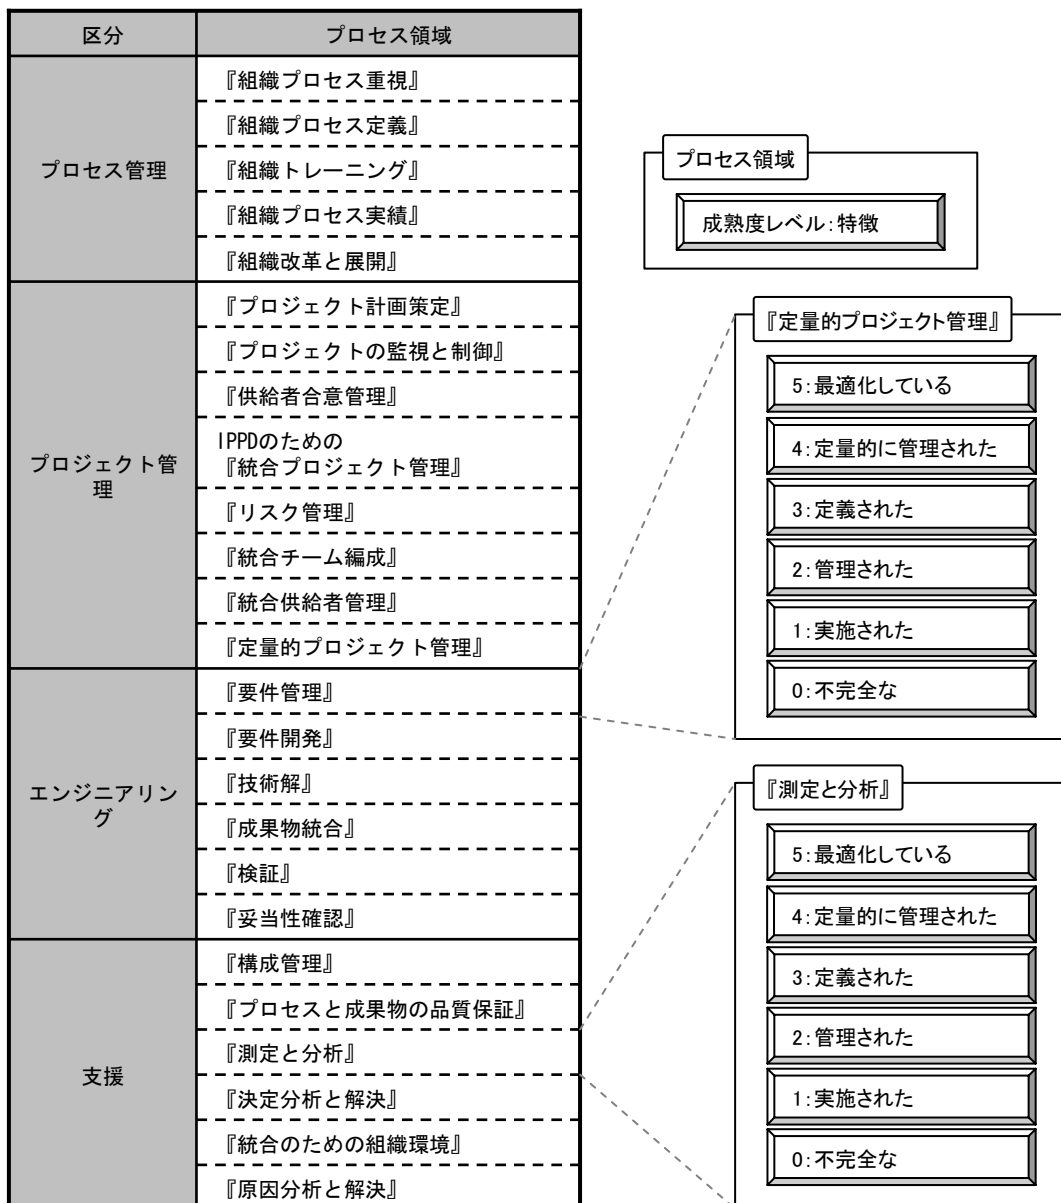 区分
プロセス領域
プロセス管理
『組織プロセス重視』
『組織プロセス定義』
『組織トレーニング』
『組織プロセス実績』
『組織改革と展開』
プロジェクト管
理
『プロジェクト計画策定』
『プロジェクトの監視と制御』
『供給者合意管理』
IPPDのための
『統合プロジェクト管理』
『リスク管理』
『統合チーム編成』
『統合供給者管理』
『定量的プロジェクト管理』
エンジニアリン
グ
『要件管理』
『要件開発』
『技術解』
『成果物統合』
『検証』
『妥当性確認』
支援
『構成管理』
『プロセスと成果物の品質保証』
『測定と分析』
『決定分析と解決』
『統合のための組織環境』
『原因分析と解決』
プロセス領域
成熟度レベル:特徴
『定量的プロジェクト管理』
5:最適化している
4:定量的に管理された
3:定義された
2:管理された
1:実施された
0:不完全な
『測定と分析』
5:最適化している
4:定量的に管理された
3:定義された
2:管理された
1:実施された
0:不完全な